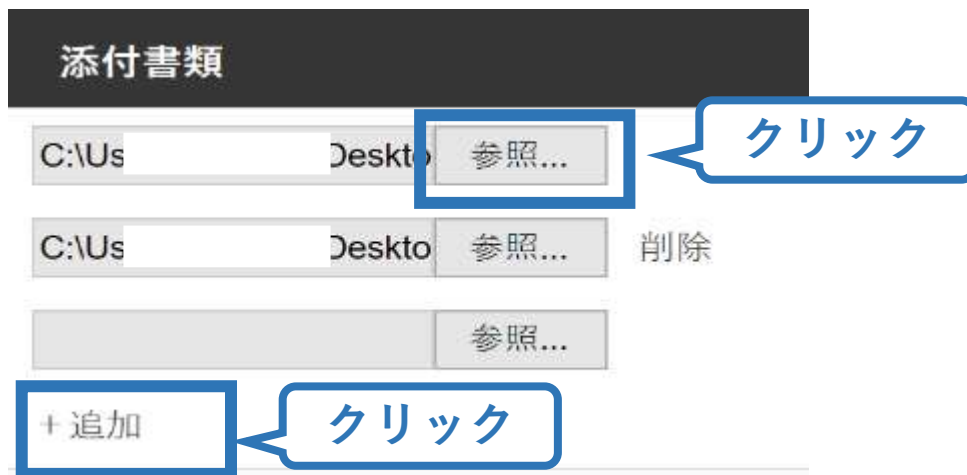 添付書類
C:\Us Deskto 参照... クリック
C:\Us Deskto 参照... 削除
参照...
+ 追加 クリック